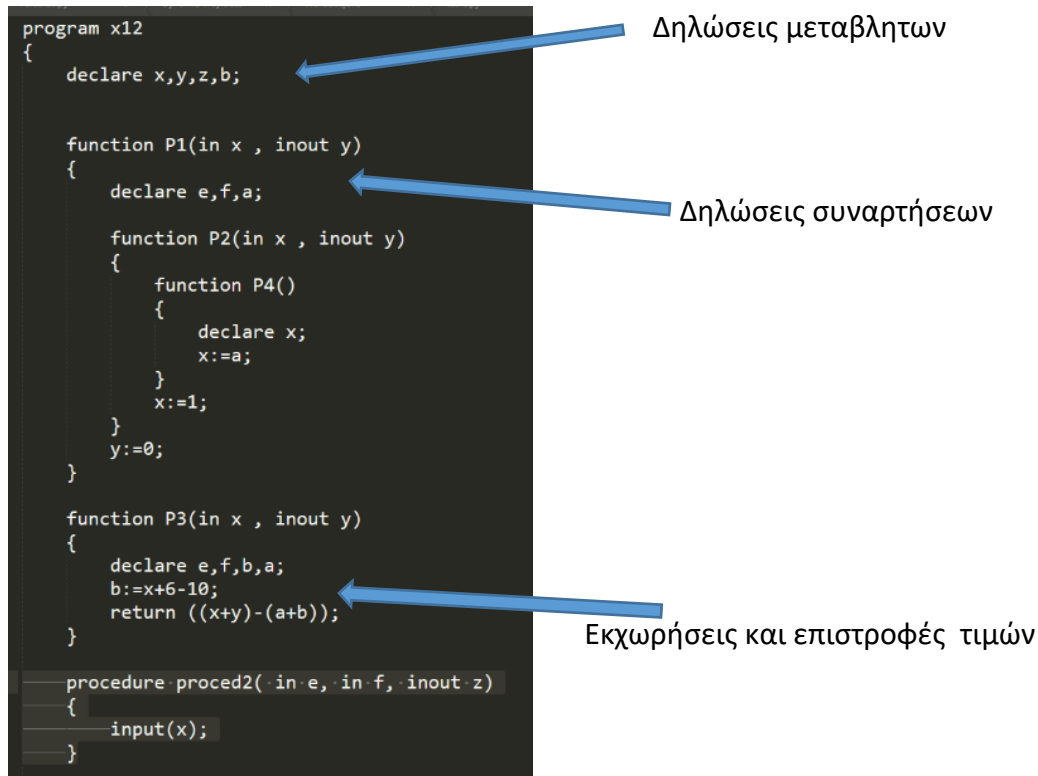 program x12
{
declare x,y,z,b;
function P1(in x , inout y)
{
declare e,f,a;
function P2(in x , inout y)
{
function P4()
{
declare x;
x:=a;
}
x:=1;
}
y:=0;
}
function P3(in x , inout y)
{
declare e,f,b,a;
b:=x+6-10;
return ((x+y)-(a+b));
}
procedure proced2( in e, in f, inout z)
{
input(x);
}
Δηλώσεις μεταβλητων
Δηλώσεις συναρτήσεων
Εκχωρήσεις και επιστροφές τιμών